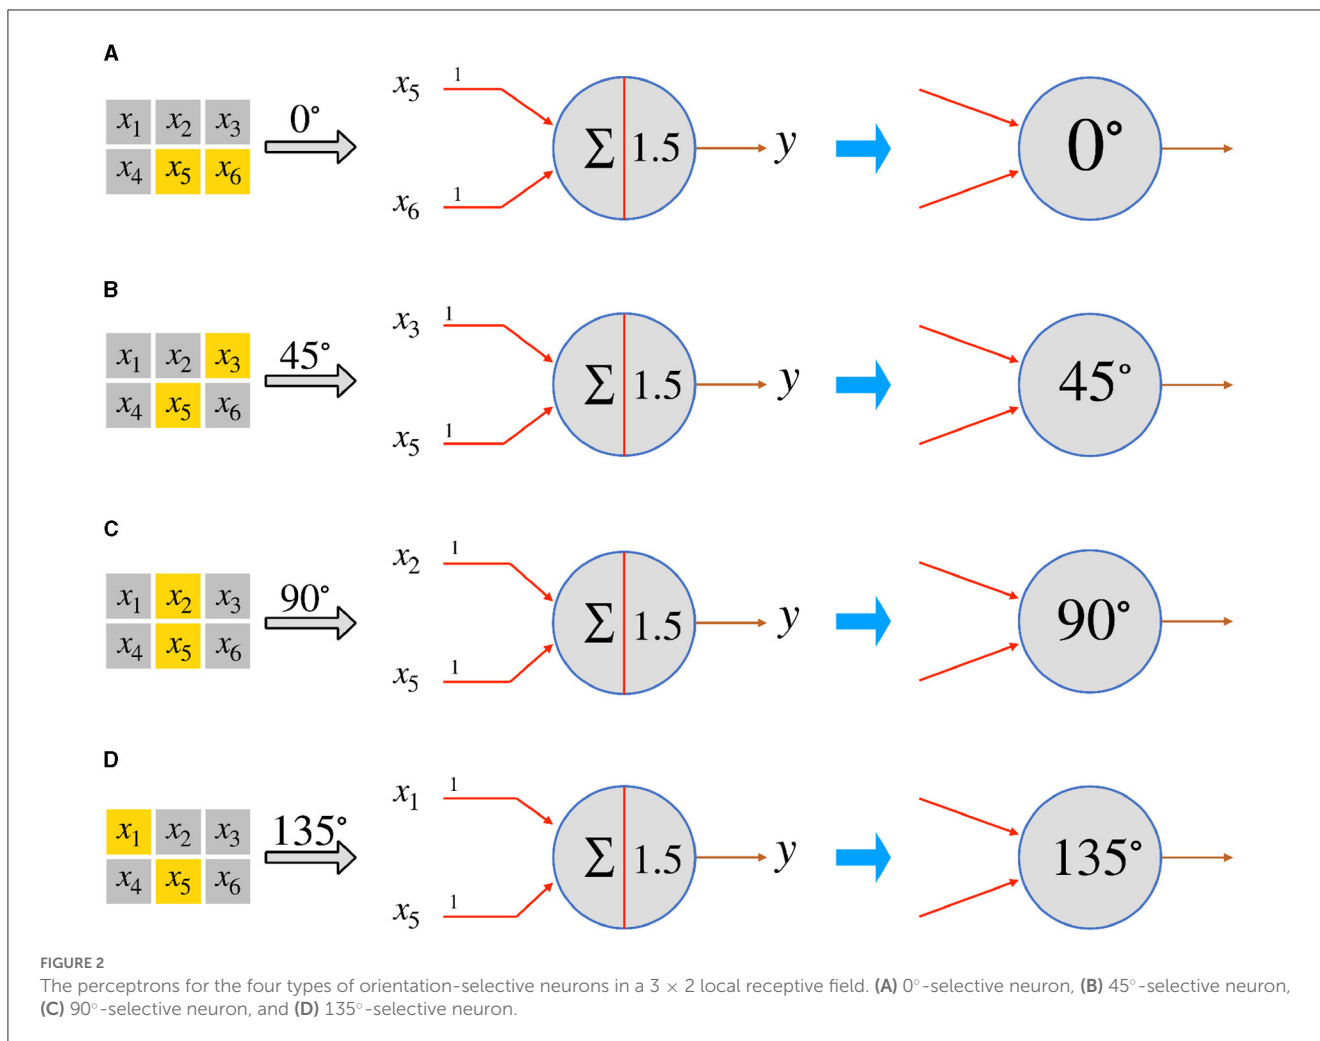 A
x1 x2 x3
x4 x5 x6
0°
x5 1
x6 1
Σ 1.5
y
0°
B
x1 x2 x3
x4 x5 x6
45°
x3 1
x5 1
Σ 1.5
y
45°
C
x1 x2 x3
x4 x5 x6
90°
x2 1
x5 1
Σ 1.5
y
90°
D
x1 x2 x3
x4 x5 x6
135°
x1 1
x5 1
Σ 1.5
y
135°
FIGURE 2
The perceptrons for the four types of orientation-selective neurons in a 3 × 2 local receptive field. (A) 0°-selective neuron, (B) 45°-selective neuron,
(C) 90°-selective neuron, and (D) 135°-selective neuron.